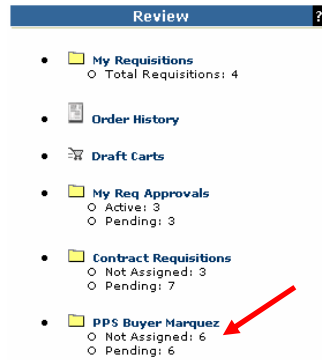 Review ?
My Requisitions
Total Requisitions: 4
Order History
Draft Carts
My Req Approvals
Active: 3
Pending: 3
Contract Requisitions
Not Assigned: 3
Pending: 7
PPS Buyer Marquez
Not Assigned: 6
Pending: 6